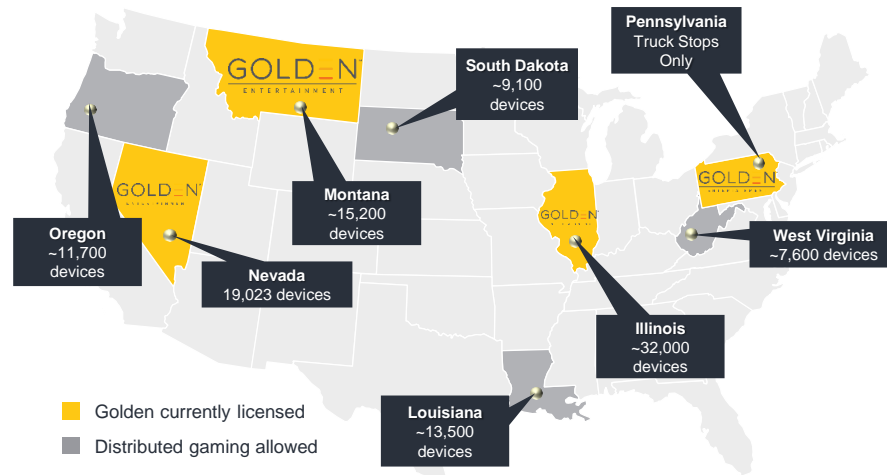 Pennsylvania
Truck Stops
Only
South Dakota
~9,100
devices
GOLDEN
ENTERTAINMENT
GOLDEN
GOLDEN
GOLDEN
Montana
~15,200
devices
Oregon
~11,700
devices
Nevada
19,023 devices
West Virginia
~7,600 devices
Illinois
~32,000
devices
Louisiana
~13,500
devices
Golden currently licensed
Distributed gaming allowed